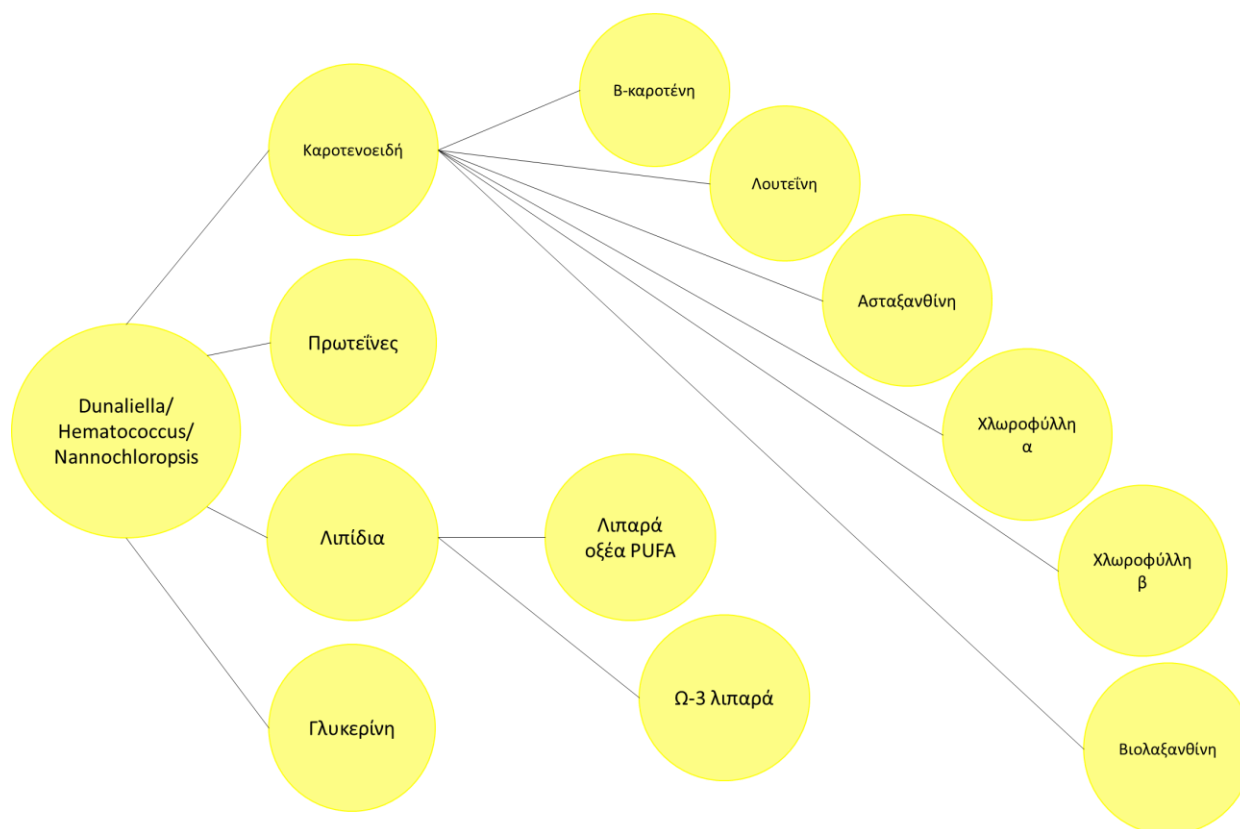 Β-καροτένη
Καροτενοειδή
Λουτεΐνη
Ασταξανθίνη
Πρωτεΐνες
Dunaliella/
Hematococcus/
Nannochloropsis
Χλωροφύλλη
α
Λιπίδια
Λιπαρά
οξέα PUFA
Χλωροφύλλη
β
Ω-3 λιπαρά
Γλυκερίνη
Βιολαξανθίνη